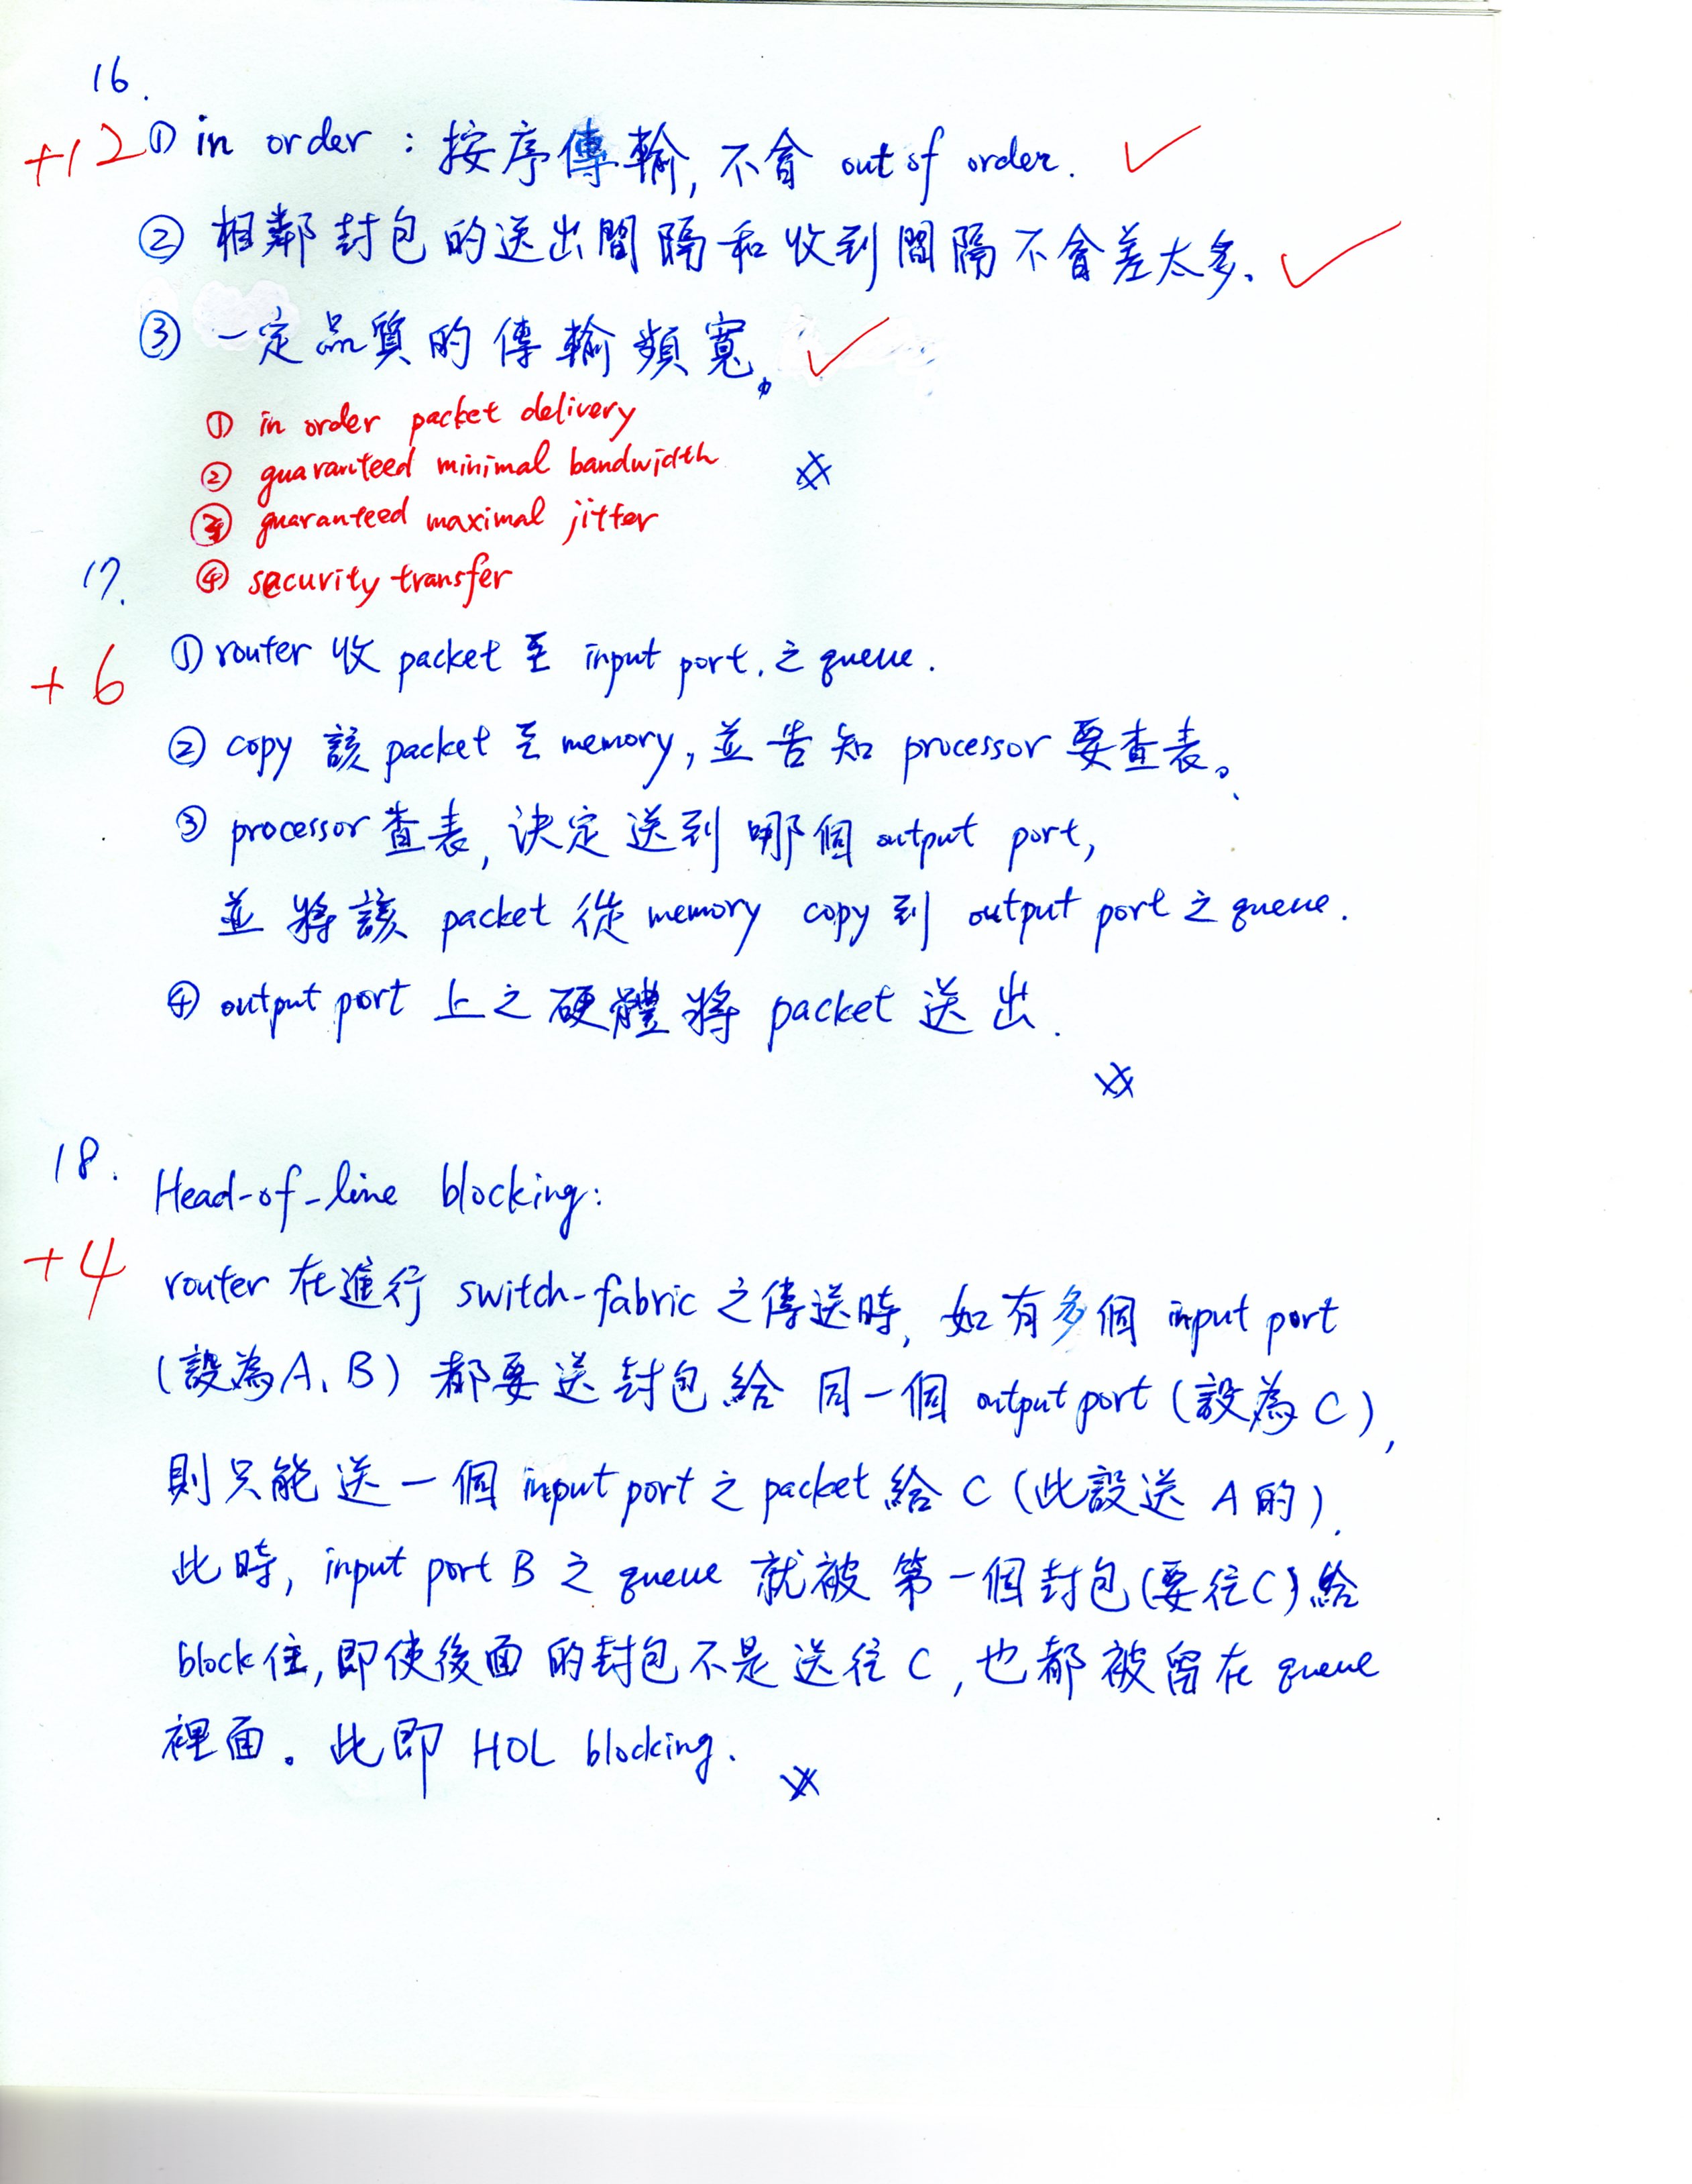 16.
+12 ① in order : 按序傳輸, 不會 out of order. ✓
② 相鄰封包的送出間隔和收到間隔不會差太多. ✓
③ 一定品質的傳輸頻寬. ✓
① in order packet delivery
② guaranteed minimal bandwidth
③ guaranteed maximal jitter
④ security transfer
17.
+6 ① router 收 packet 至 input port. 之 queue.
② copy 該 packet 至 memory, 並告知 processor 要查表。
③ processor 查表, 決定送到哪個 output port,
並將該 packet 從 memory copy 到 output port 之 queue.
④ output port 上之硬體將 packet 送出.
18. Head-of-line blocking:
+4 router 在進行 switch-fabric 之傳送時, 如有多個 input port
(設為A、B) 都要送封包給同一個 output port (設為 C),
則只能送一個 input port 之 packet 給 C (此設送 A 的).
此時, input port B 之 queue 就被第一個封包(要往C)給
block住, 即使後面的封包不是送往 C, 也都被留在 queue
裡面。此即 HOL blocking.